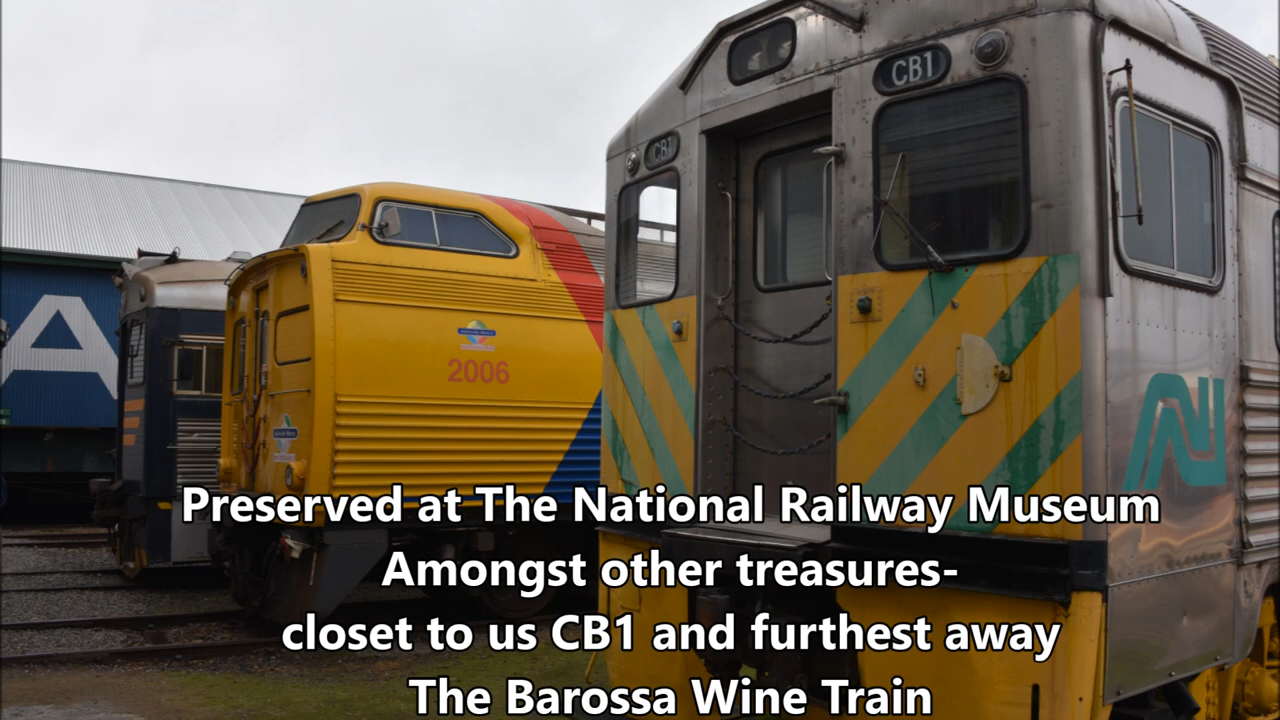 CB1
CB1
A
2006
AN
Preserved at The National Railway Museum
Amongst other treasures-
closet to us CB1 and furthest away
The Barossa Wine Train